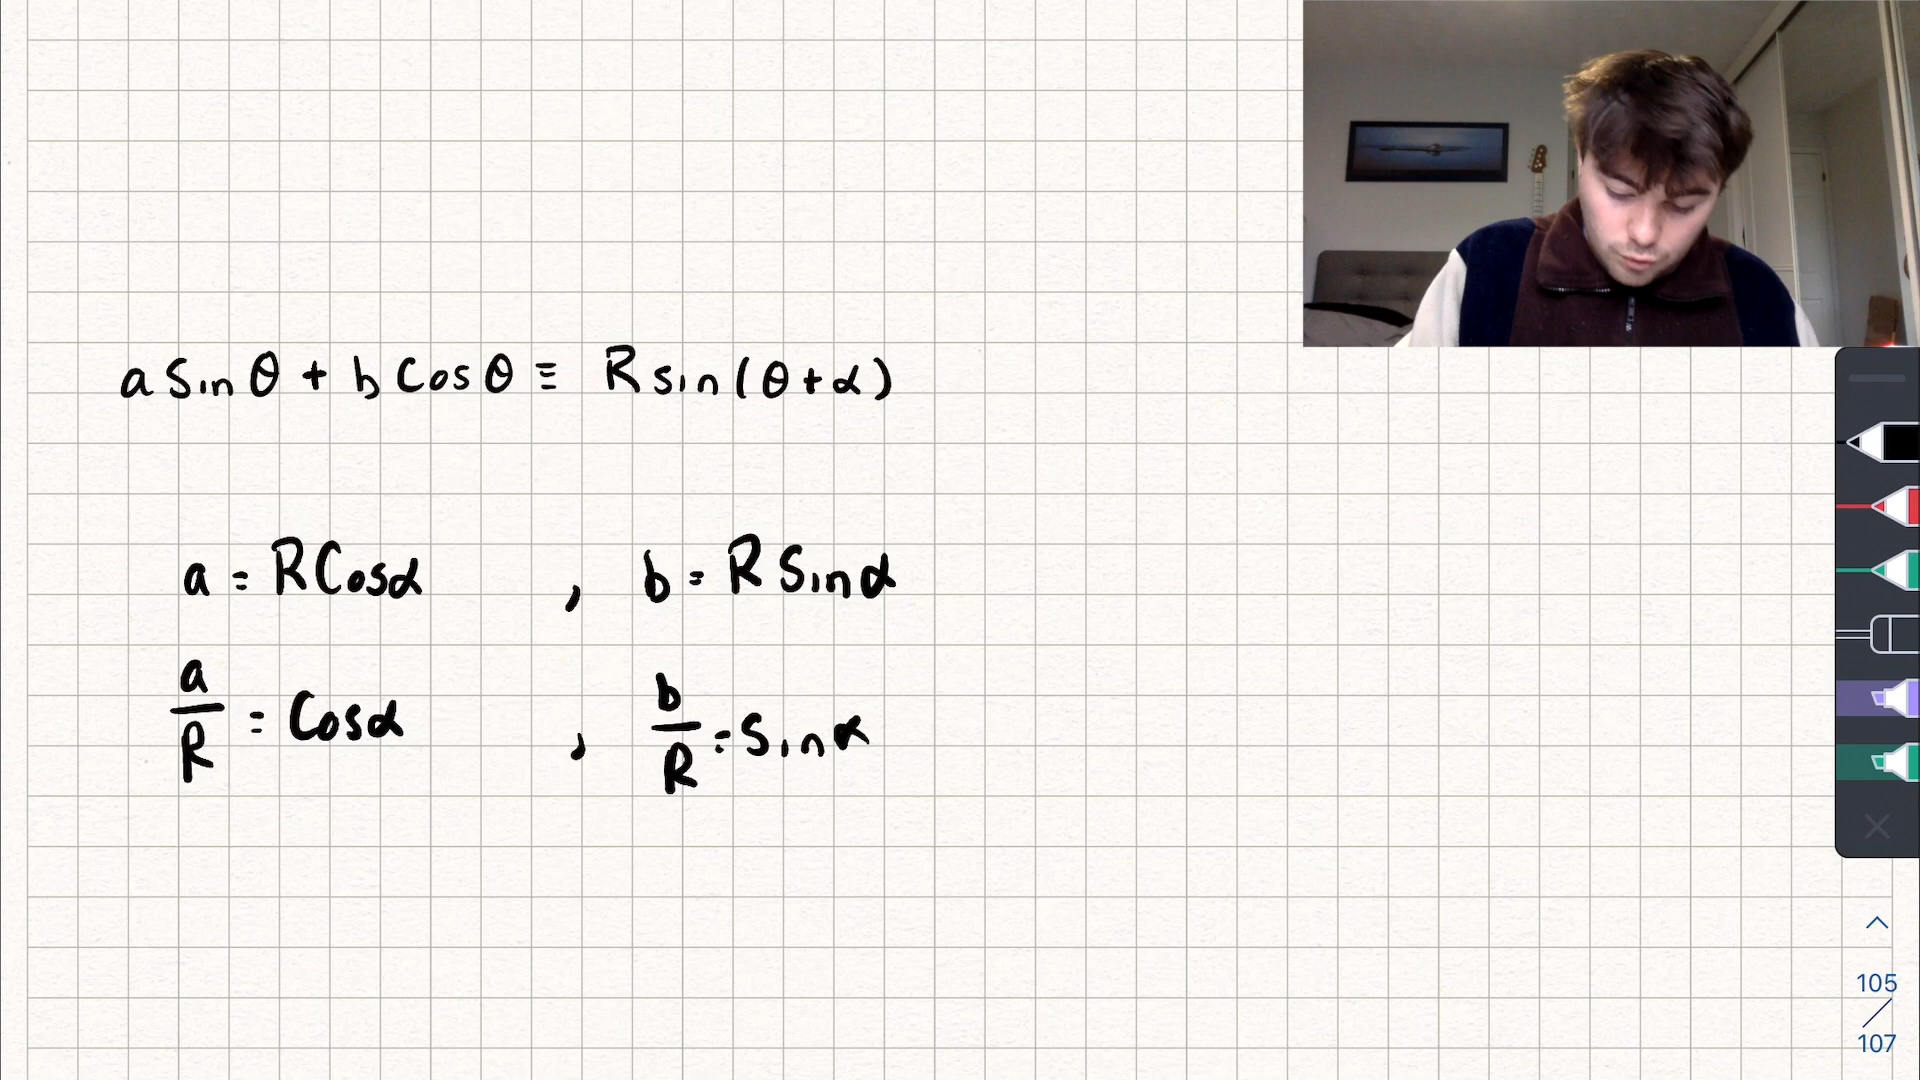 a Sin θ + b Cos θ ≡ R sin (θ + α)
a = R Cos α , b = R Sin α
a/R = Cos α , b/R = Sin α
105
/
107